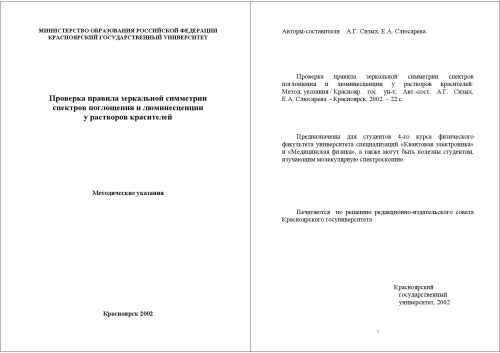 МИНИСТЕРСТВО ОБРАЗОВАНИЯ РОССИЙСКОЙ ФЕДЕРАЦИИ
КРАСНОЯРСКИЙ ГОСУДАРСТВЕННЫЙ УНИВЕРСИТЕТ
Проверка правила зеркальной симметрии
спектров поглощения и люминесценции
у растворов красителей
Методические указания
Красноярск 2002
Авторы-составители А.Г. Сизых, Е.А. Слюсарева.
Проверка правила зеркальной симметрии спектров
поглощения и люминесценции у растворов красителей:
Метод. указания / Краснояр. гос. ун-т; Авт.-сост. А.Г. Сизых,
Е.А. Слюсарева. - Красноярск, 2002. – 22 с.
Предназначены для студентов 4-го курса физического
факультета университета специализаций «Квантовая электроника»
и «Медицинская физика», а также могут быть полезны студентам,
изучающим молекулярную спектроскопию.
Печатаются по решению редакционно-издательского совета
Красноярского госуниверситета
Красноярский
государственный
университет, 2002
2